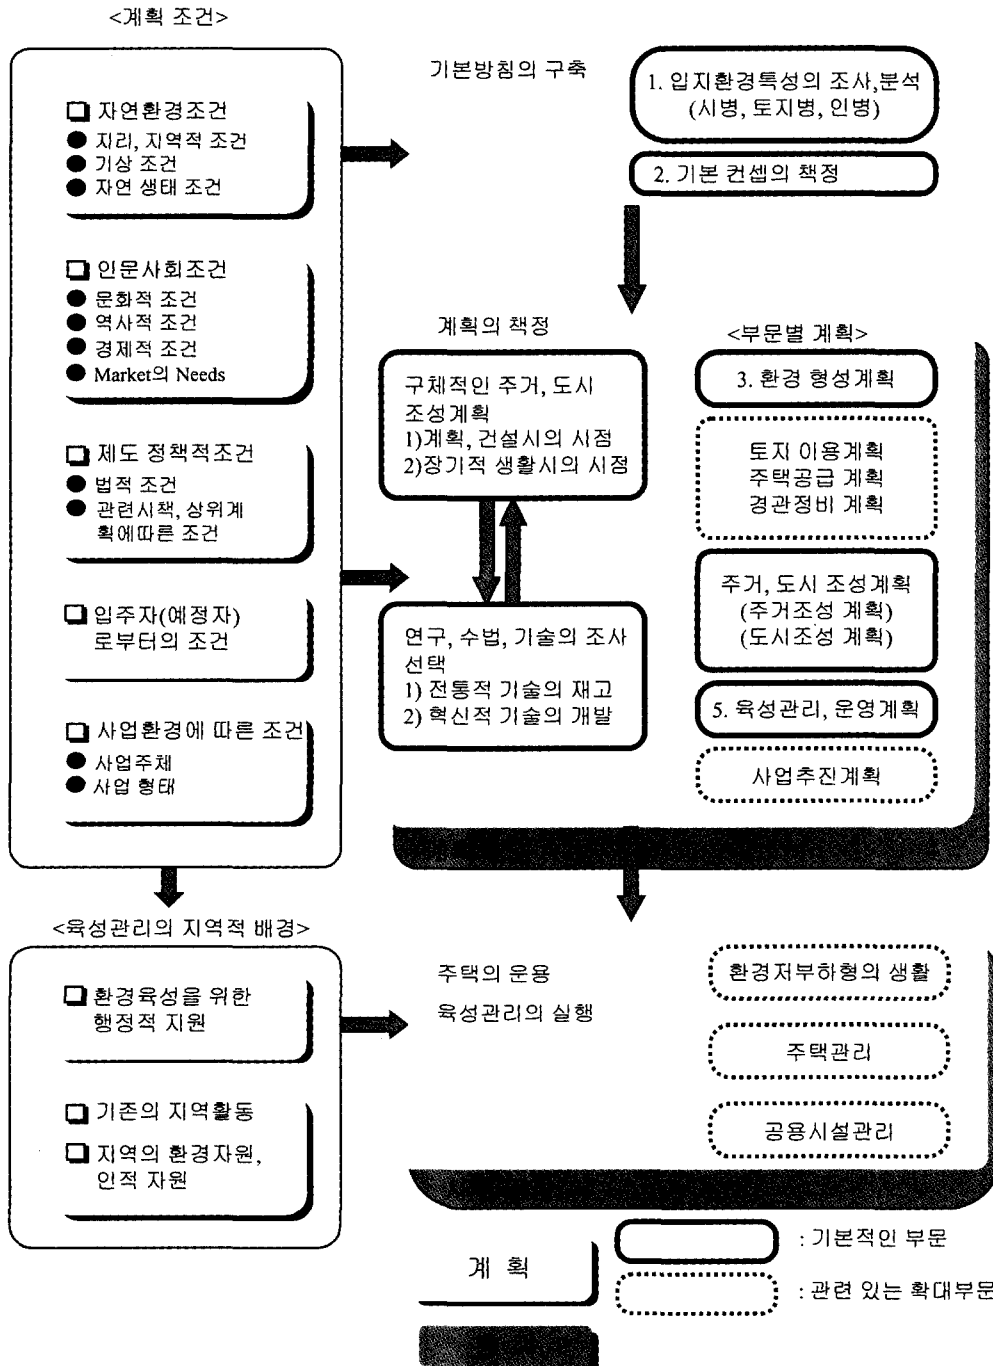 <계획 조건>
□ 자연환경조건
● 지리, 지역적 조건
● 기상 조건
● 자연 생태 조건
□ 인문사회조건
● 문화적 조건
● 역사적 조건
● 경제적 조건
● Market의 Needs
□ 제도 정책적조건
● 법적 조건
● 관련시책, 상위계
획에따른 조건
□ 입주자(예정자)
로부터의 조건
□ 사업환경에 따른 조건
● 사업주체
● 사업 형태
기본방침의 구축
1. 입지환경특성의 조사,분석
(시병, 토지병, 인병)
2. 기본 컨셉의 책정
계획의 책정
구체적인 주거, 도시
조성계획
1)계획, 건설시의 시점
2)장기적 생활시의 시점
연구, 수법, 기술의 조사
선택
1) 전통적 기술의 재고
2) 혁신적 기술의 개발
<부문별 계획>
3. 환경 형성계획
토지 이용계획
주택공급 계획
경관정비 계획
주거, 도시 조성계획
(주거조성 계획)
(도시조성 계획)
5. 육성관리, 운영계획
사업추진계획
<육성관리의 지역적 배경>
□ 환경육성을 위한
행정적 지원
□ 기존의 지역활동
□ 지역의 환경자원,
인적 자원
주택의 운용
육성관리의 실행
환경저부하형의 생활
주택관리
공용시설관리
계 획
: 기본적인 부문
: 관련 있는 확대부문